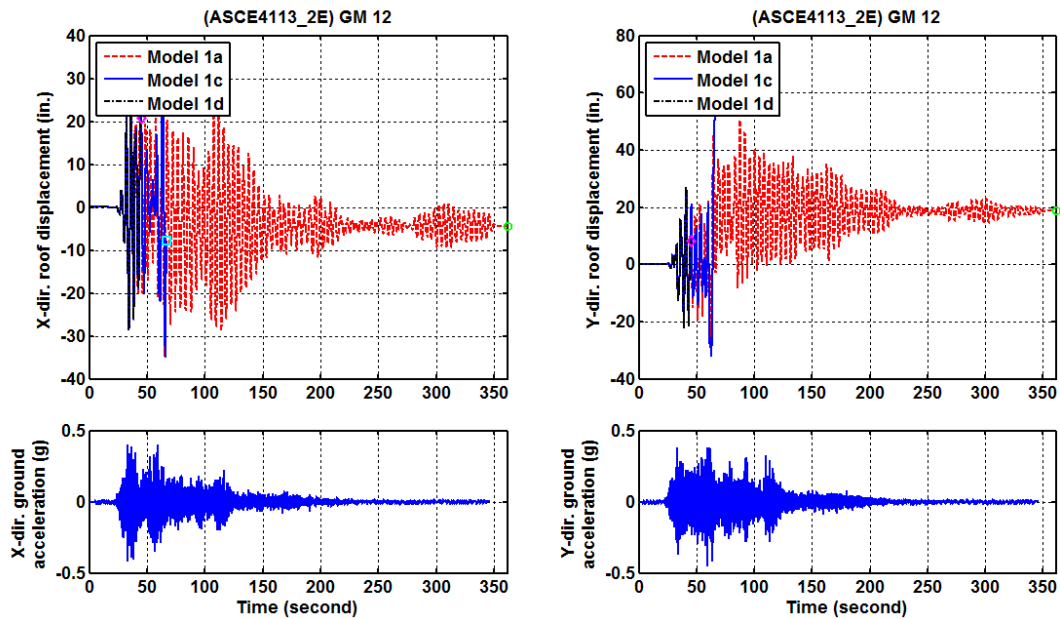 (ASCE4113_2E) GM 12
X-dir. roof displacement (in.)
40
30
20
10
0
-10
-20
-30
-40
Model 1a
Model 1c
Model 1d
0 50 100 150 200 250 300 350
X-dir. ground
acceleration (g)
0.5
0
-0.5
0 50 100 150 200 250 300 350
Time (second)
(ASCE4113_2E) GM 12
Y-dir. roof displacement (in.)
80
60
40
20
0
-20
-40
Model 1a
Model 1c
Model 1d
0 50 100 150 200 250 300 350
Y-dir. ground
acceleration (g)
0.5
0
-0.5
0 50 100 150 200 250 300 350
Time (second)